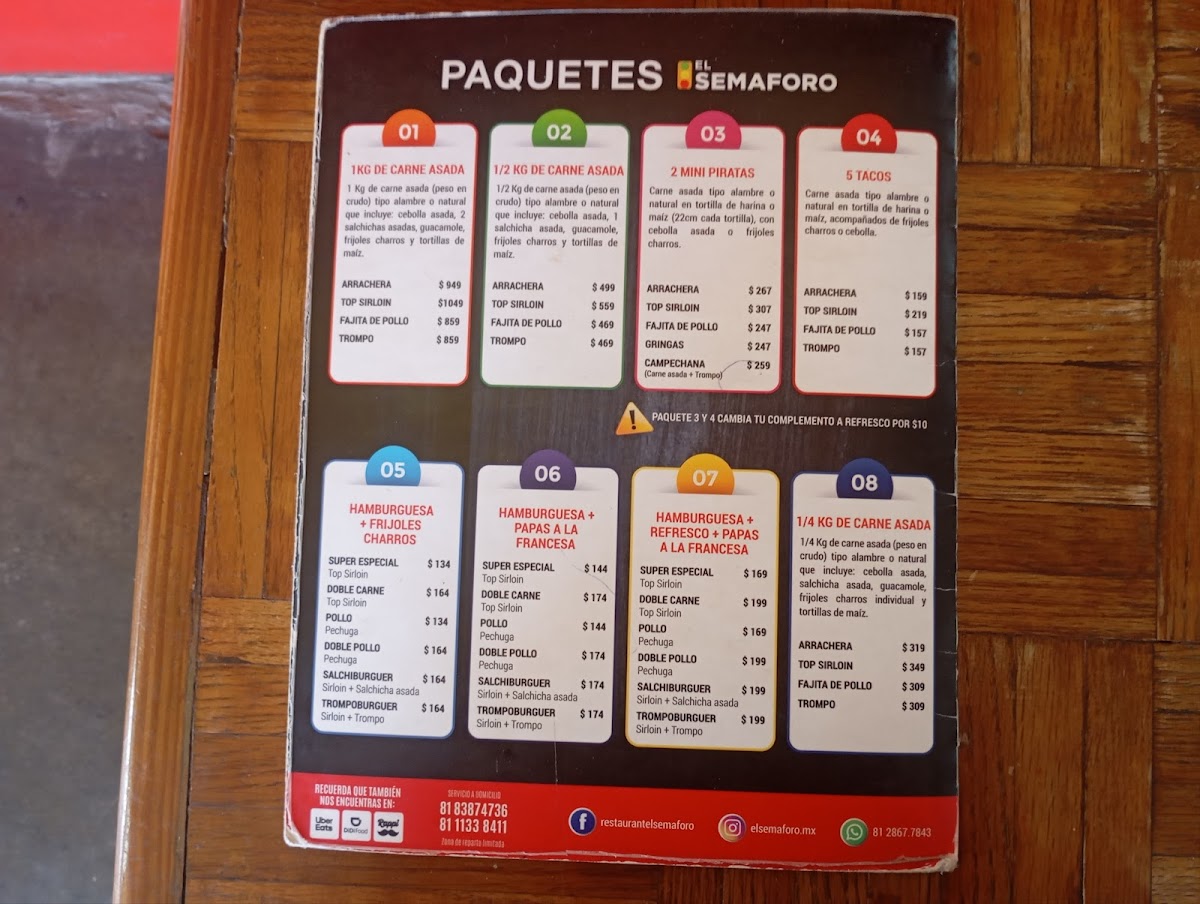 PAQUETES EL SEMAFORO
01
1KG DE CARNE ASADA
1 Kg de carne asada (peso en
crudo) tipo alambre o natural
que incluye: cebolla asada, 2
salchichas asadas, guacamole,
frijoles charros y tortillas de
maíz.
ARRACHERA $ 949
TOP SIRLOIN $1049
FAJITA DE POLLO $ 859
TROMPO $ 859
02
1/2 KG DE CARNE ASADA
1/2 Kg de carne asada (peso en
crudo) tipo alambre o natural
que incluye: cebolla asada, 1
salchicha asada, guacamole,
frijoles charros y tortillas de
maíz.
ARRACHERA $ 499
TOP SIRLOIN $ 559
FAJITA DE POLLO $ 469
TROMPO $ 469
03
2 MINI PIRATAS
Carne asada tipo alambre o
natural en tortilla de harina o
maíz (22cm cada tortilla), con
cebolla asada o frijoles
charros.
ARRACHERA $ 267
TOP SIRLOIN $ 307
FAJITA DE POLLO $ 247
GRINGAS $ 247
CAMPECHANA $ 259
(Carne asada + Trompo)
04
5 TACOS
Carne asada tipo alambre o
natural en tortilla de harina o
maíz, acompañados de frijoles
charros o cebolla.
ARRACHERA $ 159
TOP SIRLOIN $ 219
FAJITA DE POLLO $ 157
TROMPO $ 157
PAQUETE 3 Y 4 CAMBIA TU COMPLEMENTO A REFRESCO POR $10
05
HAMBURGUESA
+ FRIJOLES
CHARROS
SUPER ESPECIAL $ 134
Top Sirloin
DOBLE CARNE $ 164
Top Sirloin
POLLO $ 134
Pechuga
DOBLE POLLO $ 164
Pechuga
SALCHIBURGUER $ 164
Sirloin + Salchicha asada
TROMPOBURGUER $ 164
Sirloin + Trompo
06
HAMBURGUESA +
PAPAS A LA
FRANCESA
SUPER ESPECIAL $ 144
Top Sirloin
DOBLE CARNE $ 174
Top Sirloin
POLLO $ 144
Pechuga
DOBLE POLLO $ 174
Pechuga
SALCHIBURGUER $ 174
Sirloin + Salchicha asada
TROMPOBURGUER $ 174
Sirloin + Trompo
07
HAMBURGUESA +
REFRESCO + PAPAS
A LA FRANCESA
SUPER ESPECIAL $ 169
Top Sirloin
DOBLE CARNE $ 199
Top Sirloin
POLLO $ 169
Pechuga
DOBLE POLLO $ 199
Pechuga
SALCHIBURGUER $ 199
Sirloin + Salchicha asada
TROMPOBURGUER $ 199
Sirloin + Trompo
08
1/4 KG DE CARNE ASADA
1/4 Kg de carne asada (peso en
crudo) tipo alambre o natural
que incluye: cebolla asada,
salchicha asada, guacamole,
frijoles charros individual y
tortillas de maíz.
ARRACHERA $ 319
TOP SIRLOIN $ 349
FAJITA DE POLLO $ 309
TROMPO $ 309
RECUERDA QUE TAMBIÉN
NOS ENCUENTRAS EN:
Uber Eats
DiDi Food
Rappi
SERVICIO A DOMICILIO
81 83874736
81 1133 8411
Zona de reparto limitada
restaurantelsemaforo
elsemaforo.mx
81 2867.7843